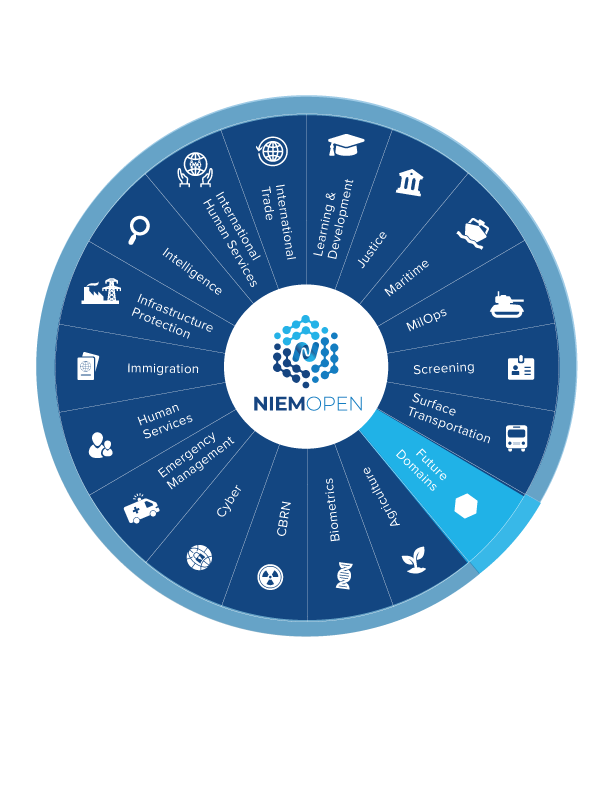 Learning &
Development
Justice
Maritime
MilOps
Screening
Surface
Transportation
Future
Domains
Agriculture
Biometrics
CBRN
Cyber
Emergency
Management
Human
Services
Immigration
Infrastructure
Protection
Intelligence
International
Human Services
International
Trade
NIEMOPEN